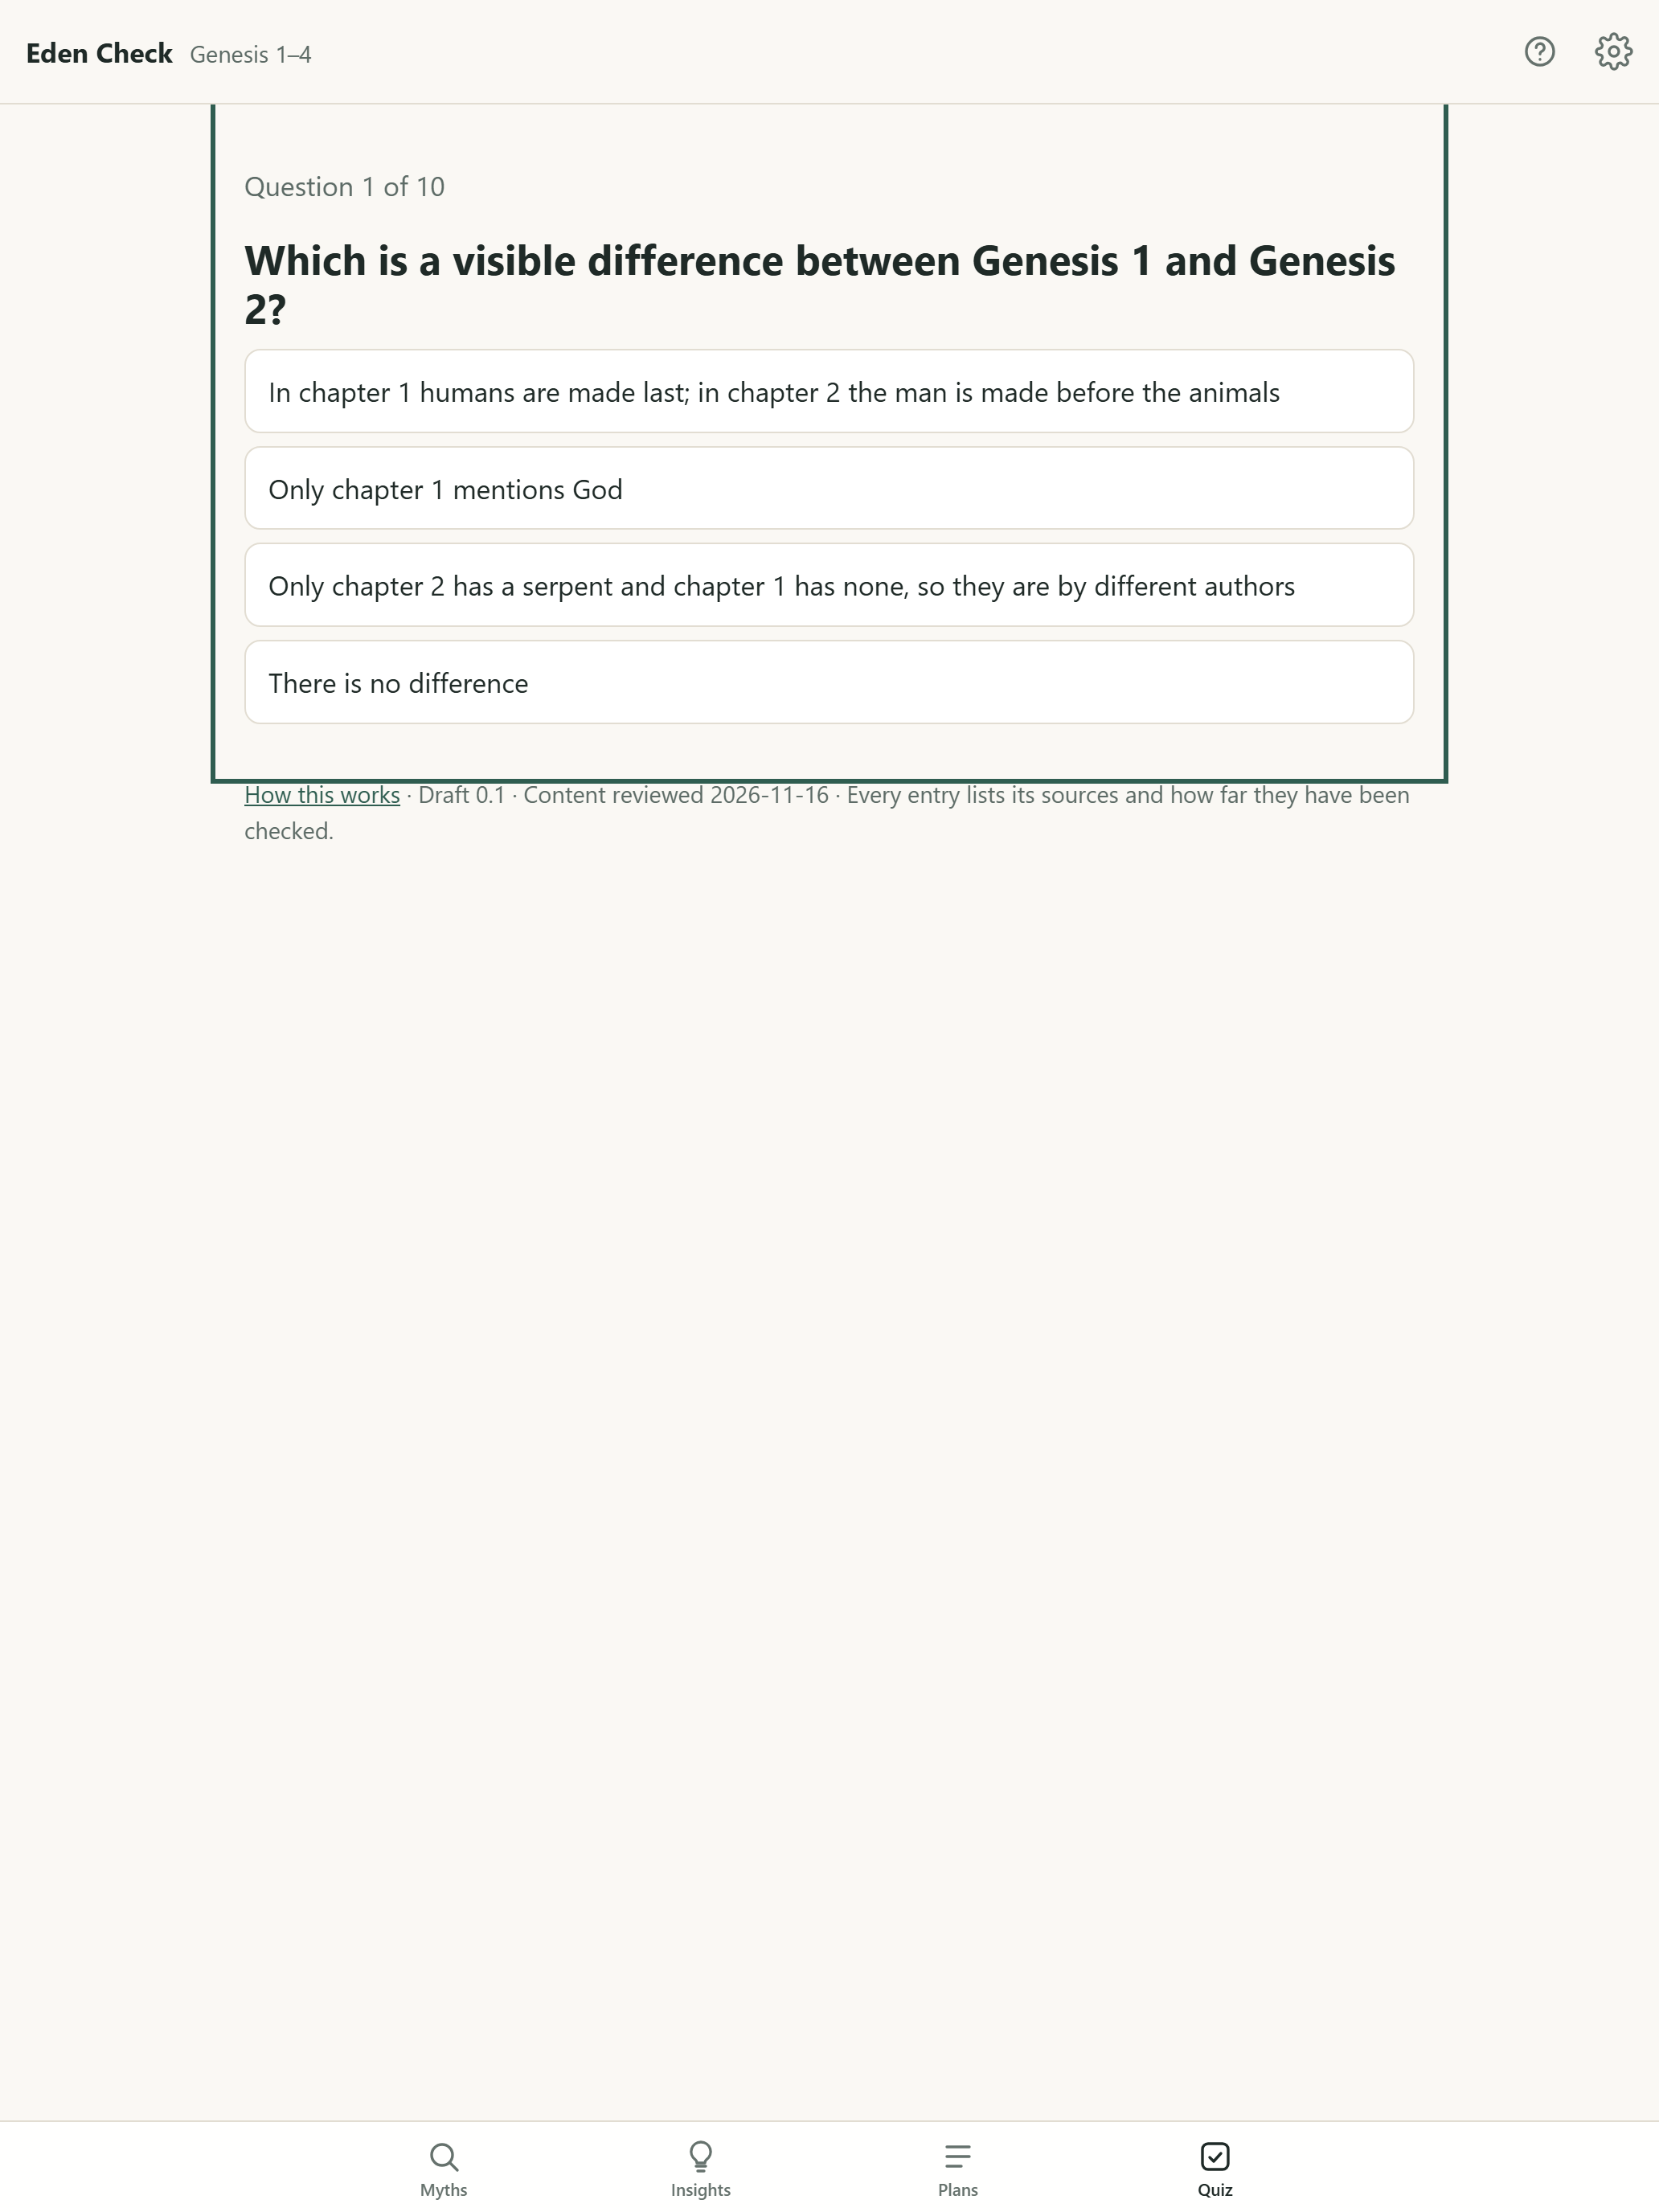 Eden Check Genesis 1–4
Question 1 of 10
Which is a visible difference between Genesis 1 and Genesis
2?
In chapter 1 humans are made last; in chapter 2 the man is made before the animals
Only chapter 1 mentions God
Only chapter 2 has a serpent and chapter 1 has none, so they are by different authors
There is no difference
How this works · Draft 0.1 · Content reviewed 2026-11-16 · Every entry lists its sources and how far they have been
checked.
Myths Insights Plans Quiz